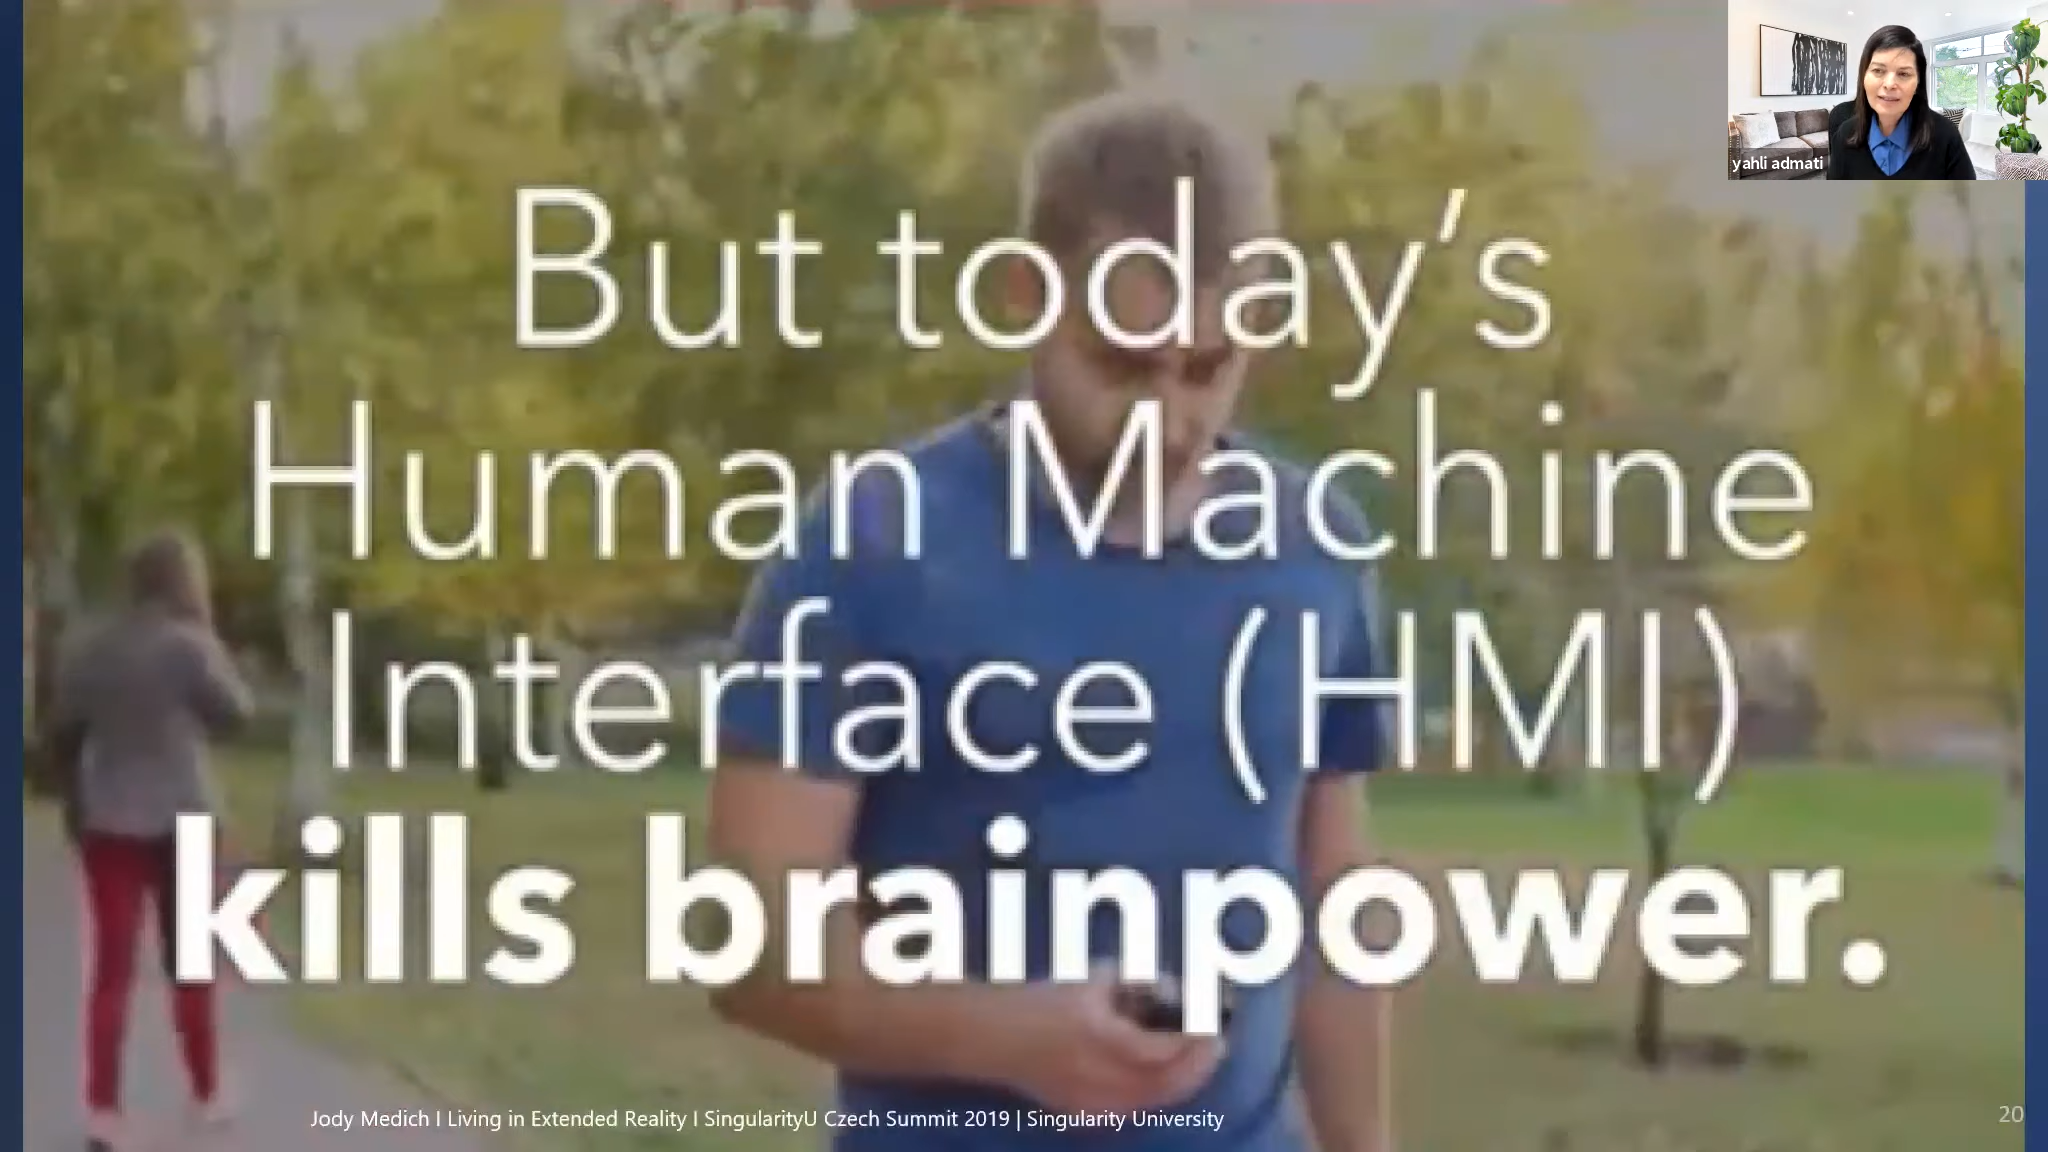 yahli admati
But today’s
Human Machine
Interface (HMI)
kills brainpower.
Jody Medich I Living in Extended Reality I SingularityU Czech Summit 2019 | Singularity University
20